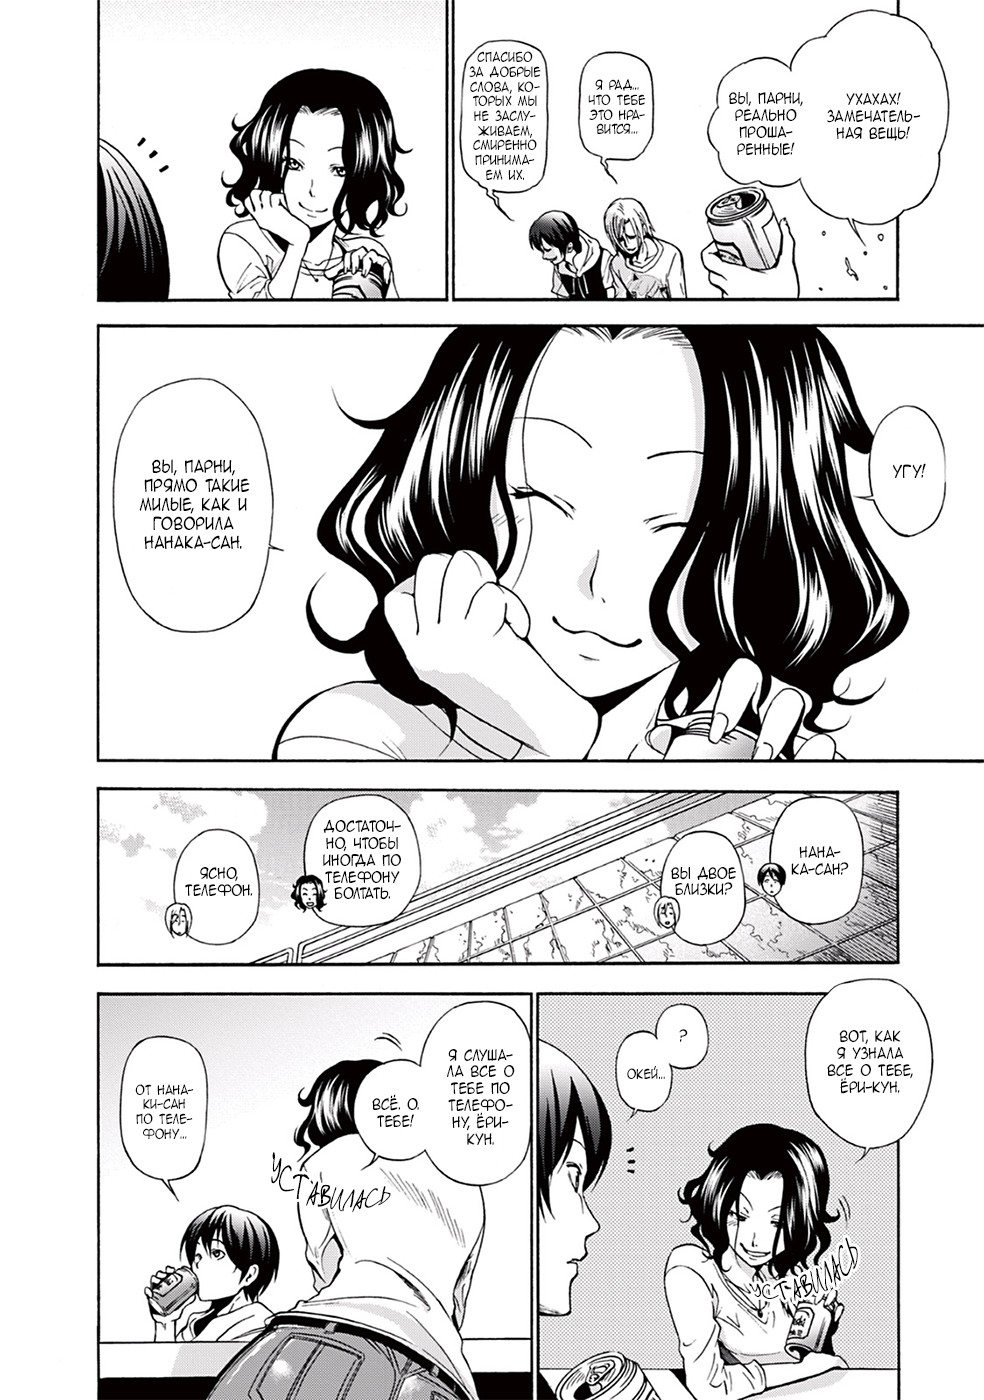 УХАХАХ!
ЗАМЕЧАТЕЛЬ-
НАЯ ВЕЩЬ!
ВЫ, ПАРНИ,
РЕАЛЬНО
ПРОША-
РЕННЫЕ!
Я РАД...
ЧТО ТЕБЕ
ЭТО НРА-
ВИТСЯ...
СПАСИБО
ЗА ДОБРЫЕ
СЛОВА, КО-
ТОРЫХ МЫ
НЕ ЗАСЛУ-
ЖИВАЕМ,
СМИРЕННО
ПРИНИМА-
ЕМ ИХ.
УГУ!
ВЫ, ПАРНИ,
ПРЯМО ТАКИЕ
МИЛЫЕ, КАК И
ГОВОРИЛА
НАНАКА-САН.
НАНА-
КА-САН?
ВЫ ДВОЕ
БЛИЗКИ?
ДОСТАТОЧ-
НО, ЧТОБЫ
ИНОГДА ПО
ТЕЛЕФОНУ
БОЛТАТЬ.
ЯСНО,
ТЕЛЕФОН.
ВОТ, КАК
Я УЗНАЛА
ВСЕ О ТЕБЕ,
ЁРИ-КУН.
?
ОКЕЙ...
УСТАВИЛАСЬ
Я СЛУША-
ЛА ВСЕ О
ТЕБЕ ПО
ТЕЛЕФО-
НУ, ЁРИ-
КУН.
ВСЁ. О.
ТЕБЕ!
УСТАВИЛАСЬ
ОТ НАНА-
КИ-САН
ПО ТЕЛЕ-
ФОНУ...